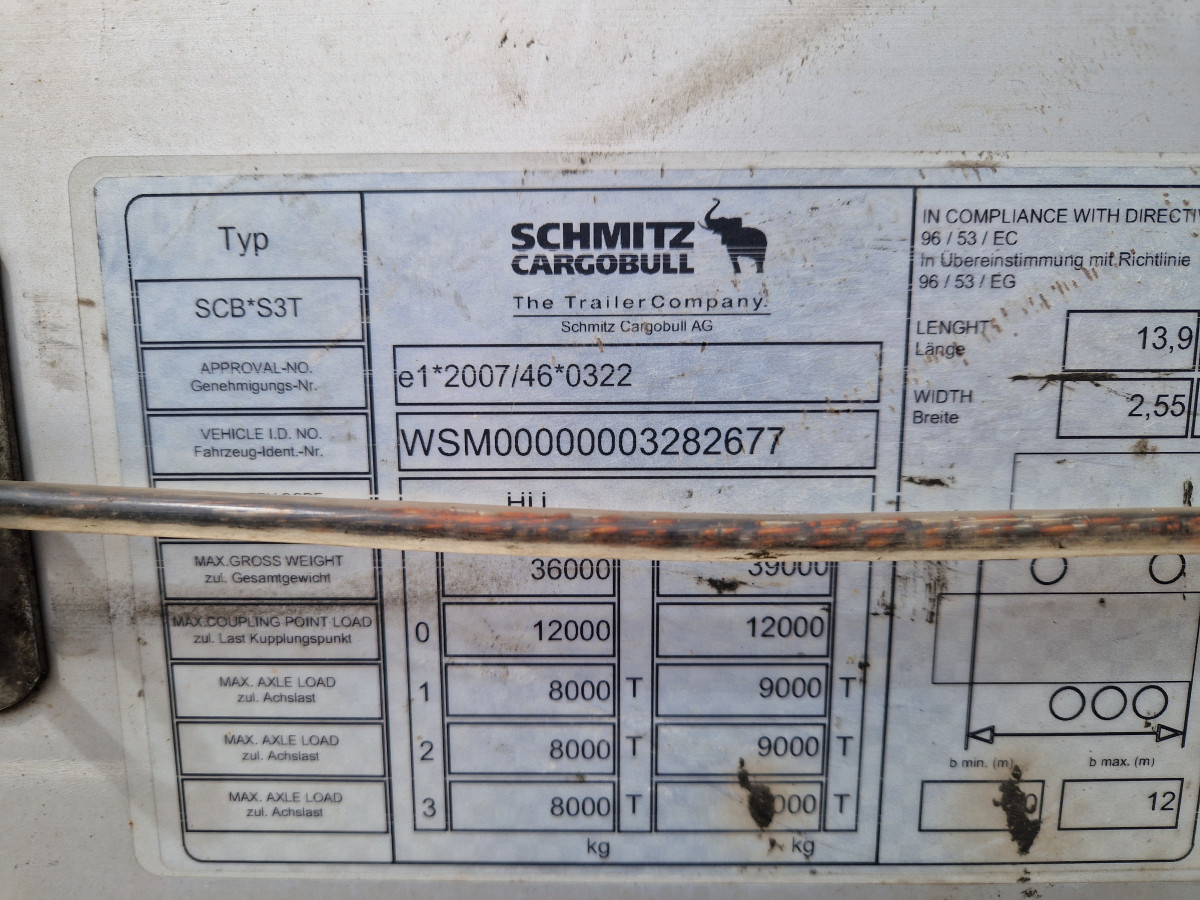 Typ
SCHMITZ
CARGOBULL
The Trailer Company.
Schmitz Cargobull AG
SCB*S3T
APPROVAL-NO.
Genehmigungs-Nr.
e1*2007/46*0322
VEHICLE I.D. NO.
Fahrzeug-Ident.-Nr.
WSM00000003282677
MAX.GROSS WEIGHT
zul. Gesamtgewicht
36000
39000
MAX.COUPLING POINT LOAD
zul. Last Kupplungspunkt
0
12000
12000
MAX. AXLE LOAD
zul. Achslast
1
8000 T
9000 T
MAX. AXLE LOAD
zul. Achslast
2
8000 T
9000 T
MAX. AXLE LOAD
zul. Achslast
3
8000 T
000 T
kg
kg
IN COMPLIANCE WITH DIRECTIV
96 / 53 / EC
In Übereinstimmung mit Richtlinie
96 / 53 / EG
LENGHT
Länge
13,9
WIDTH
Breite
2,55
b min. (m)
b max. (m)
12